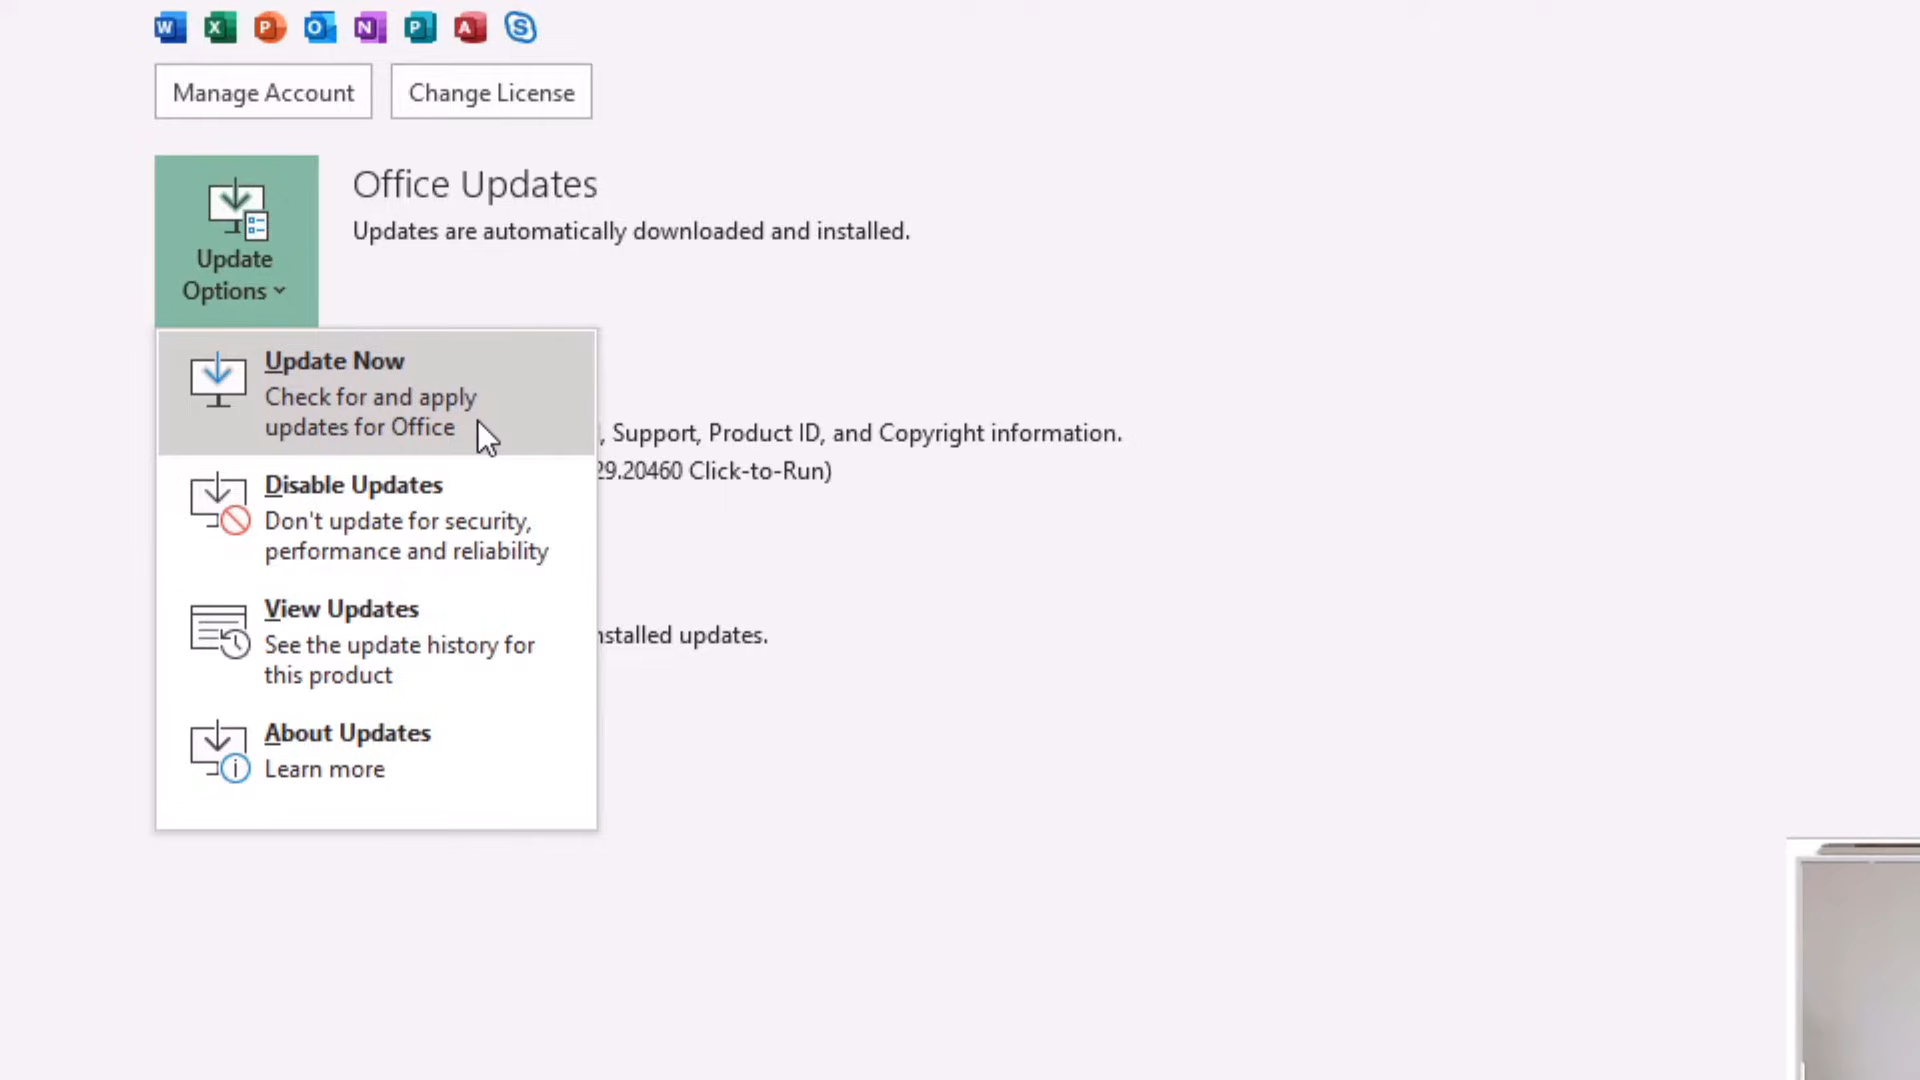 W X P O N P A S
Manage Account Change License
Office Updates
Updates are automatically downloaded and installed.
Update
Options
Update Now
Check for and apply
updates for Office
, Support, Product ID, and Copyright information.
29.20460 Click-to-Run)
Disable Updates
Don't update for security,
performance and reliability
View Updates
See the update history for
this product
nstalled updates.
About Updates
Learn more